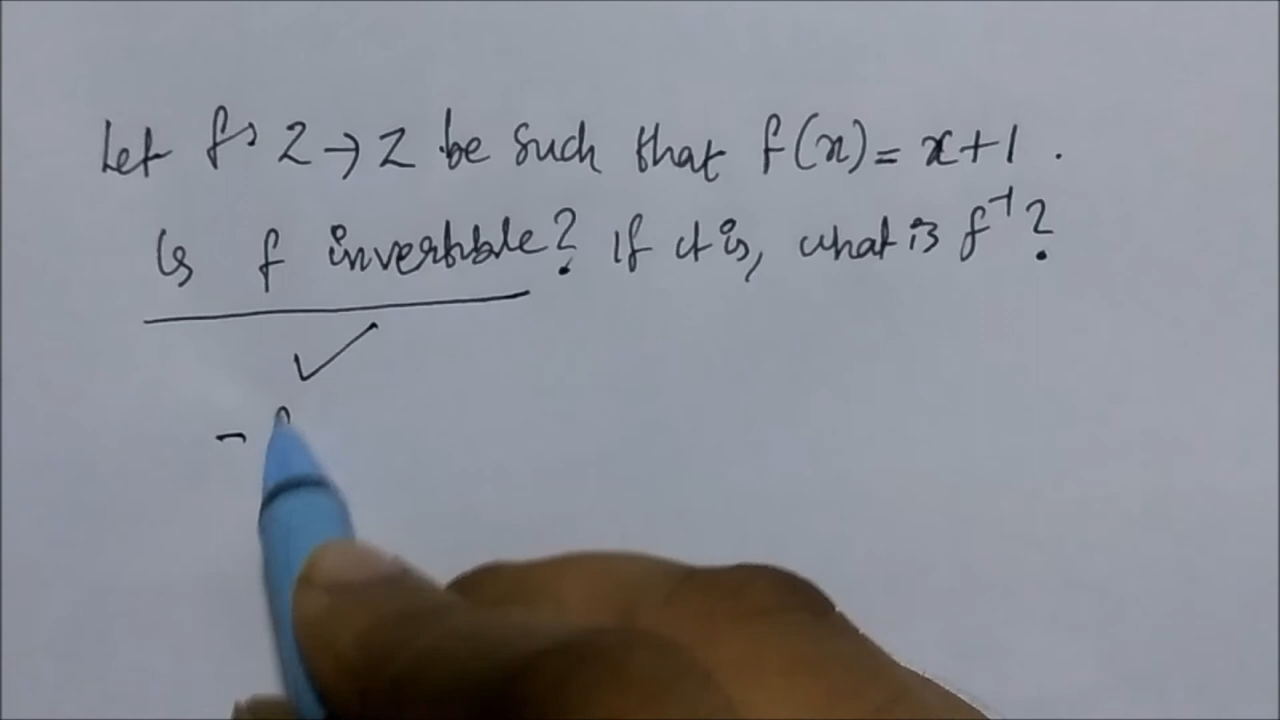 Let f: Z → Z be such that f(x) = x+1 .
Is f invertible? If it is, what is f⁻¹?
-